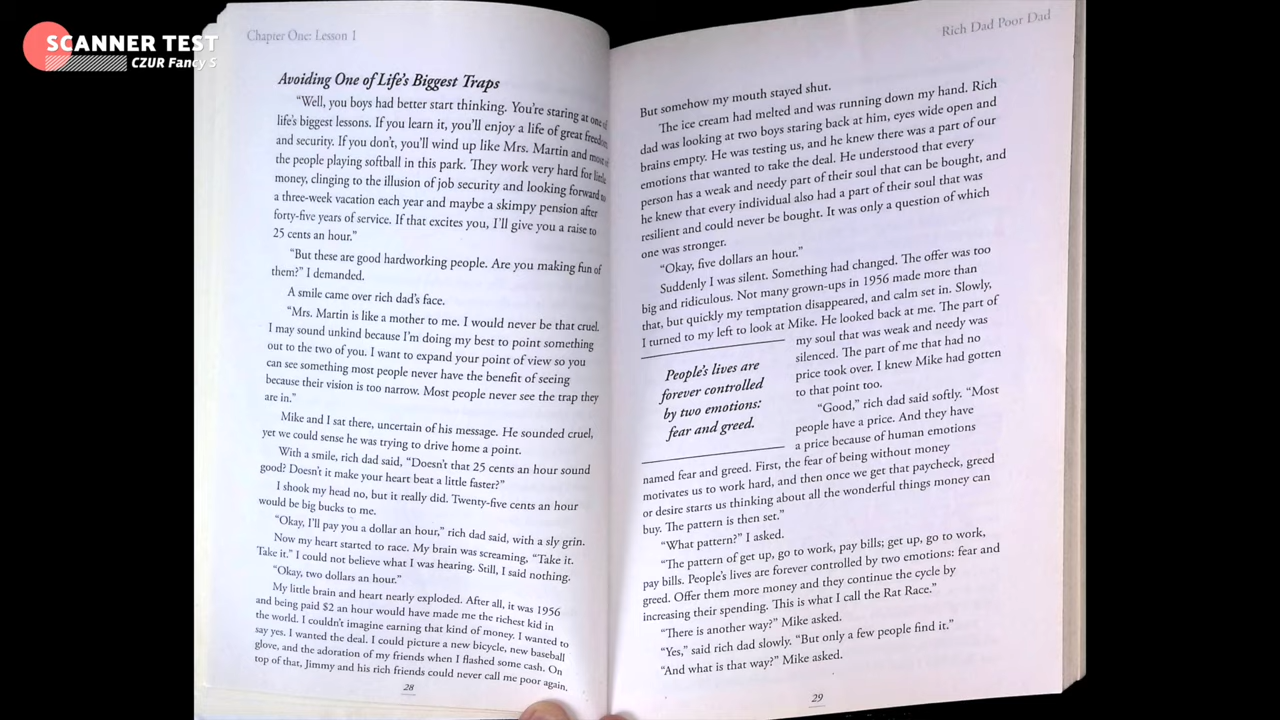 SCANNER TEST
CZUR Fancy S
Chapter One: Lesson 1
Avoiding One of Life's Biggest Traps
"Well, you boys had better start thinking. You're staring at one of
life's biggest lessons. If you learn it, you'll enjoy a life of great freedom
and security. If you don't, you'll wind up like Mrs. Martin and most of
the people playing softball in this park. They work very hard for little
money, clinging to the illusion of job security and looking forward to
a three-week vacation each year and maybe a skimpy pension after
forty-five years of service. If that excites you, I'll give you a raise to
25 cents an hour."
"But these are good hardworking people. Are you making fun of
them?" I demanded.
A smile came over rich dad's face.
"Mrs. Martin is like a mother to me. I would never be that cruel.
I may sound unkind because I'm doing my best to point something
out to the two of you. I want to expand your point of view so you
can see something most people never have the benefit of seeing
because their vision is too narrow. Most people never see the trap they
are in."
Mike and I sat there, uncertain of his message. He sounded cruel,
yet we could sense he was trying to drive home a point.
With a smile, rich dad said, "Doesn't that 25 cents an hour sound
good? Doesn't it make your heart beat a little faster?"
I shook my head no, but it really did. Twenty-five cents an hour
would be big bucks to me.
"Okay, I'll pay you a dollar an hour," rich dad said, with a sly grin.
Now my heart started to race. My brain was screaming, "Take it.
Take it." I could not believe what I was hearing. Still, I said nothing.
"Okay, two dollars an hour."
My little brain and heart nearly exploded. After all, it was 1956
and being paid $2 an hour would have made me the richest kid in
the world. I couldn't imagine earning that kind of money. I wanted to
say yes. I wanted the deal. I could picture a new bicycle, new baseball
glove, and the adoration of my friends when I flashed some cash. On
top of that, Jimmy and his rich friends could never call me poor again.
28
Rich Dad Poor Dad
But somehow my mouth stayed shut.
The ice cream had melted and was running down my hand. Rich
dad was looking at two boys staring back at him, eyes wide open and
brains empty. He was testing us, and he knew there was a part of our
emotions that wanted to take the deal. He understood that every
person has a weak and needy part of their soul that can be bought, and
he knew that every individual also had a part of their soul that was
resilient and could never be bought. It was only a question of which
one was stronger.
"Okay, five dollars an hour."
Suddenly I was silent. Something had changed. The offer was too
big and ridiculous. Not many grown-ups in 1956 made more than
that, but quickly my temptation disappeared, and calm set in. Slowly,
I turned to my left to look at Mike. He looked back at me. The part of
my soul that was weak and needy was
silenced. The part of me that had no
price took over. I knew Mike had gotten
to that point too.
People's lives are
forever controlled
by two emotions:
fear and greed.
"Good," rich dad said softly. "Most
people have a price. And they have
a price because of human emotions
named fear and greed. First, the fear of being without money
motivates us to work hard, and then once we get that paycheck, greed
or desire starts us thinking about all the wonderful things money can
buy. The pattern is then set."
"What pattern?" I asked.
"The pattern of get up, go to work, pay bills; get up, go to work,
pay bills. People's lives are forever controlled by two emotions: fear and
greed. Offer them more money and they continue the cycle by
increasing their spending. This is what I call the Rat Race."
"There is another way?" Mike asked.
"Yes," said rich dad slowly. "But only a few people find it."
"And what is that way?" Mike asked.
29